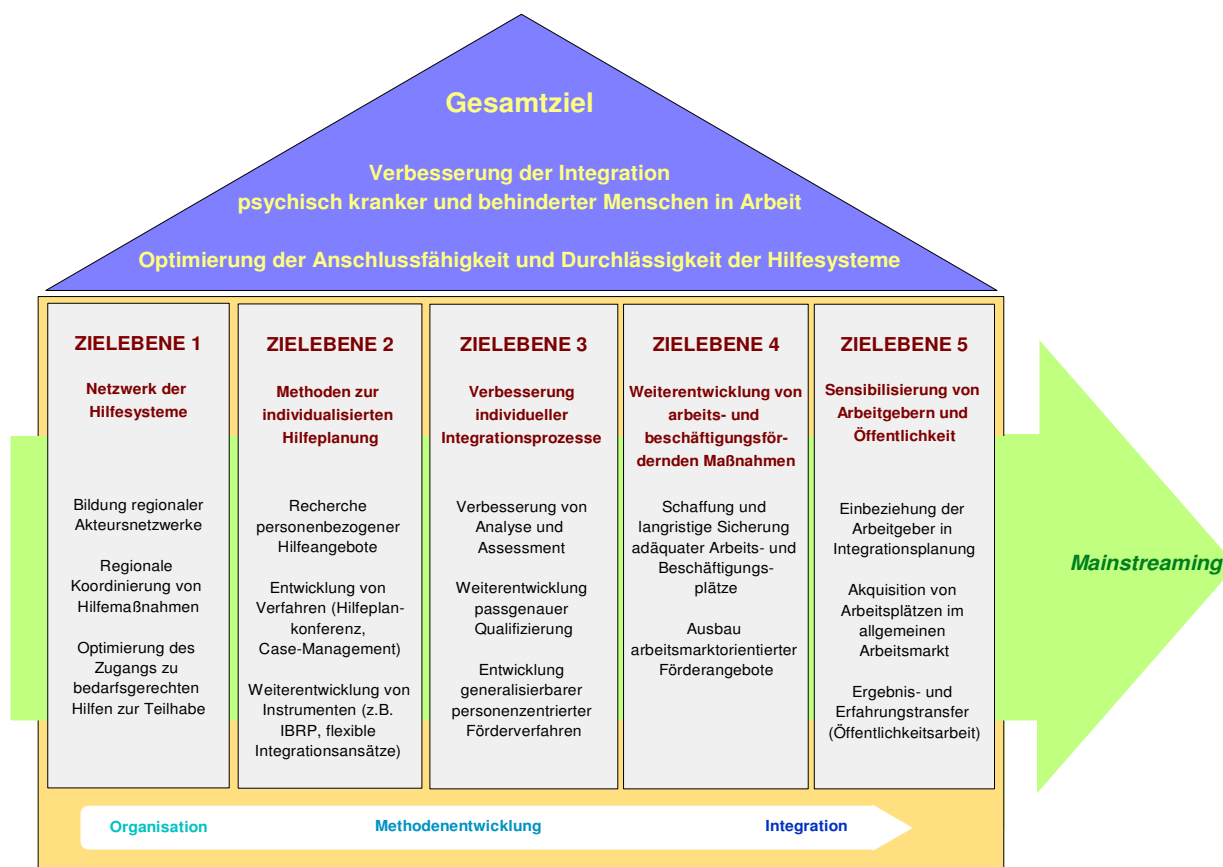 Gesamtziel
Verbesserung der Integration
psychisch kranker und behinderter Menschen in Arbeit
Optimierung der Anschlussfähigkeit und Durchlässigkeit der Hilfesysteme
ZIELEBENE 1
Netzwerk der
Hilfesysteme
Bildung regionaler
Akteursnetzwerke
Regionale
Koordinierung von
Hilfemaßnahmen
Optimierung des
Zugangs zu
bedarfsgerechten
Hilfen zur Teilhabe
ZIELEBENE 2
Methoden zur
individualisierten
Hilfeplanung
Recherche
personenbezogener
Hilfeangebote
Entwicklung von
Verfahren (Hilfeplan-
konferenz,
Case-Management)
Weiterentwicklung von
Instrumenten (z.B.
IBRP, flexible
Integrationsansätze)
ZIELEBENE 3
Verbesserung
individueller
Integrationsprozesse
Verbesserung von
Analyse und
Assessment
Weiterentwicklung
passgenauer
Qualifizierung
Entwicklung
generalisierbarer
personenzentrierter
Förderverfahren
ZIELEBENE 4
Weiterentwicklung von
arbeits- und
beschäftigungsför-
dernden Maßnahmen
Schaffung und
langristige Sicherung
adäquater Arbeits- und
Beschäftigungs-
plätze
Ausbau
arbeitsmarktorientierter
Förderangebote
ZIELEBENE 5
Sensibilisierung von
Arbeitgebern und
Öffentlichkeit
Einbeziehung der
Arbeitgeber in
Integrationsplanung
Akquisition von
Arbeitsplätzen im
allgemeinen
Arbeitsmarkt
Ergebnis- und
Erfahrungstransfer
(Öffentlichkeitsarbeit)
Mainstreaming
Organisation
Methodenentwicklung
Integration